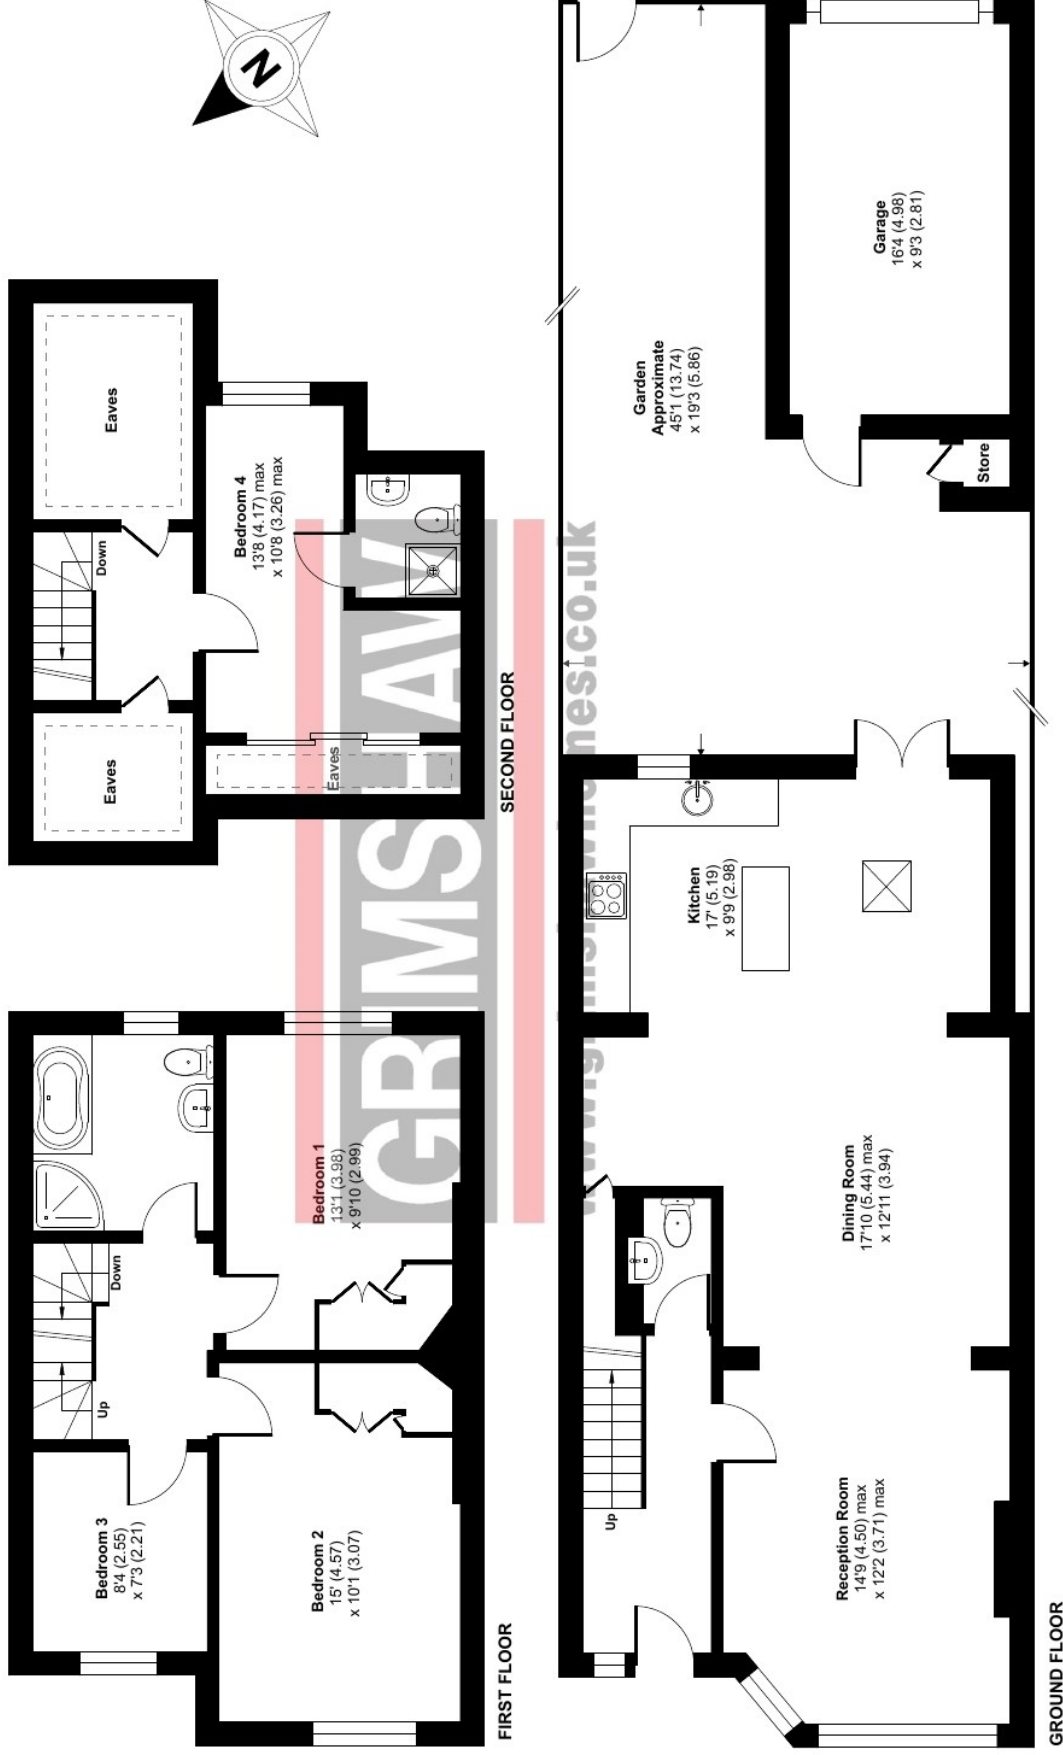 N
Eaves
Down
Eaves
Bedroom 4
13'8 (4.17) max
x 10'8 (3.26) max
Eaves
SECOND FLOOR
Bedroom 3
8'4 (2.55)
x 7'3 (2.21)
Up
Down
Bedroom 2
15' (4.57)
x 10'1 (3.07)
Bedroom 1
13'1 (3.98)
x 9'10 (2.99)
FIRST FLOOR
Up
Reception Room
14'9 (4.50) max
x 12'2 (3.71) max
Dining Room
17'10 (5.44) max
x 12'11 (3.94)
Kitchen
17' (5.19)
x 9'9 (2.98)
Garden
Approximate
45'1 (13.74)
x 19'3 (5.86)
Store
Garage
16'4 (4.98)
x 9'3 (2.81)
GROUND FLOOR
GRIMSHAW